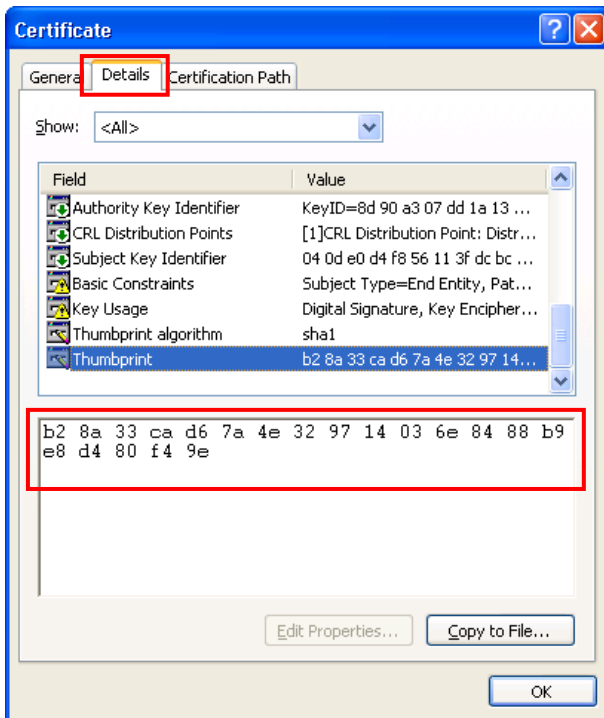 Certificate
General Details Certification Path
Show: <All>
Field Value
Authority Key Identifier KeyID=8d 90 a3 07 dd 1a 13 ...
CRL Distribution Points [1]CRL Distribution Point: Distr...
Subject Key Identifier 04 0d e0 d4 f8 56 11 3f dc bc ...
Basic Constraints Subject Type=End Entity, Pat...
Key Usage Digital Signature, Key Encipher...
Thumbprint algorithm sha1
Thumbprint b2 8a 33 ca d6 7a 4e 32 97 14...
b2 8a 33 ca d6 7a 4e 32 97 14 03 6e 84 88 b9
e8 d4 80 f4 9e
Edit Properties... Copy to File...
OK